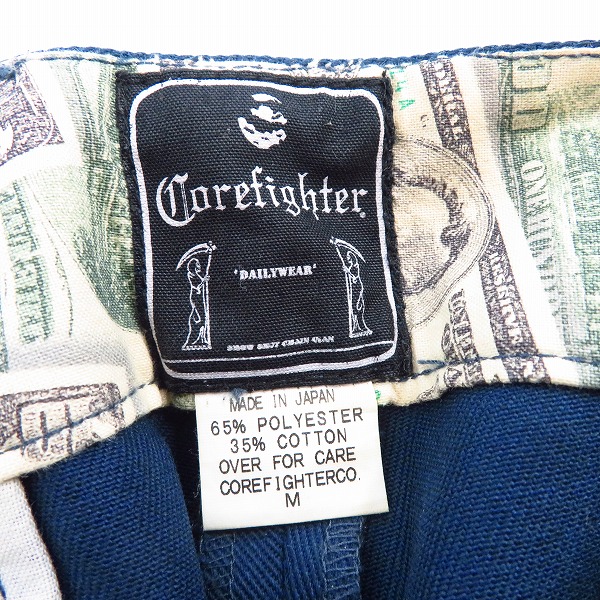 Corefighter.
'DAILYWEAR'
MADE IN JAPAN
65% POLYESTER
35% COTTON
OVER FOR CARE
COREFIGHTERCO.
M